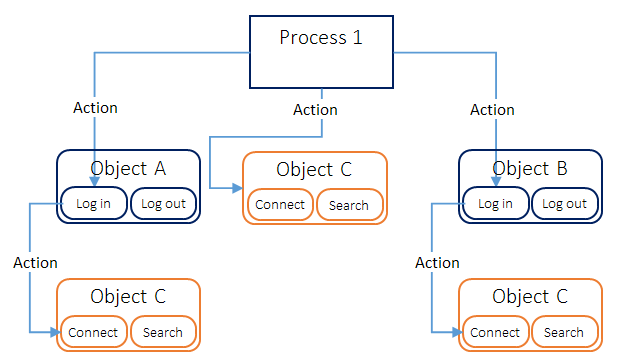 Process 1
Action
Action
Action
Object A
Object C
Object B
Log in
Log out
Connect
Search
Log in
Log out
Action
Action
Object C
Object C
Connect
Search
Connect
Search